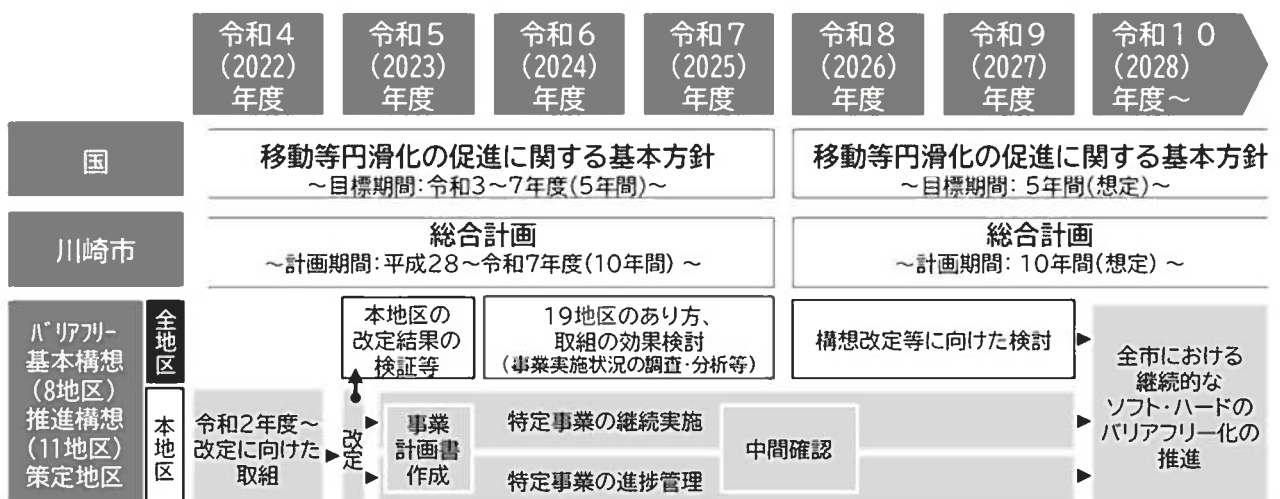 令和4
(2022)
年度
令和5
(2023)
年度
令和6
(2024)
年度
令和7
(2025)
年度
令和8
(2026)
年度
令和9
(2027)
年度
令和10
(2028)
年度~
国
移動等円滑化の促進に関する基本方針
~目標期間:令和3~7年度(5年間)~
移動等円滑化の促進に関する基本方針
~目標期間: 5年間(想定)~
川崎市
総合計画
~計画期間:平成28~令和7年度(10年間) ~
総合計画
~計画期間: 10年間(想定) ~
バリアフリー
基本構想
(8地区)
推進構想
(11地区)
策定地区
全地区
本地区の
改定結果の
検証等
19地区のあり方、
取組の効果検討
(事業実施状況の調査・分析等)
構想改定等に向けた検討
全市における
継続的な
ソフト・ハードの
バリアフリー化の
推進
本地区
令和2年度~
改定に向けた
取組
改定
事業
計画書
作成
特定事業の継続実施
特定事業の進捗管理
中間確認